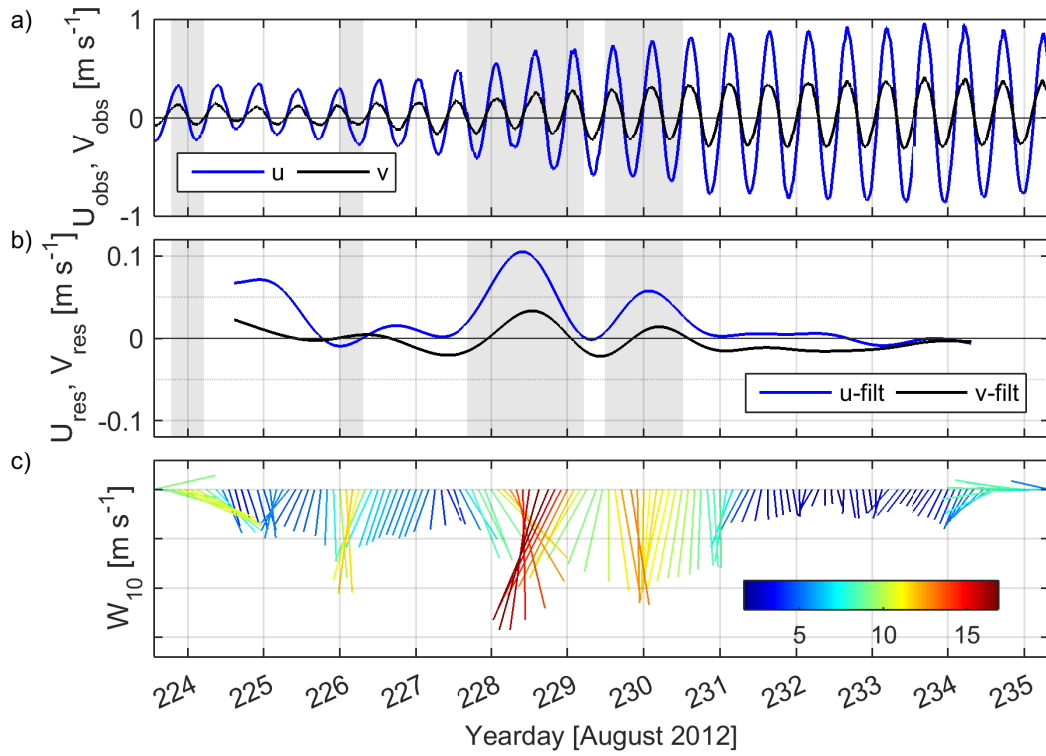 a)
U_obs, V_obs [m s⁻¹]
1
0
-1
u v
b)
U_res, V_res [m s⁻¹]
0.1
0
-0.1
u-filt v-filt
c)
W_10 [m s⁻¹]
5 10 15
224 225 226 227 228 229 230 231 232 233 234 235
Yearday [August 2012]